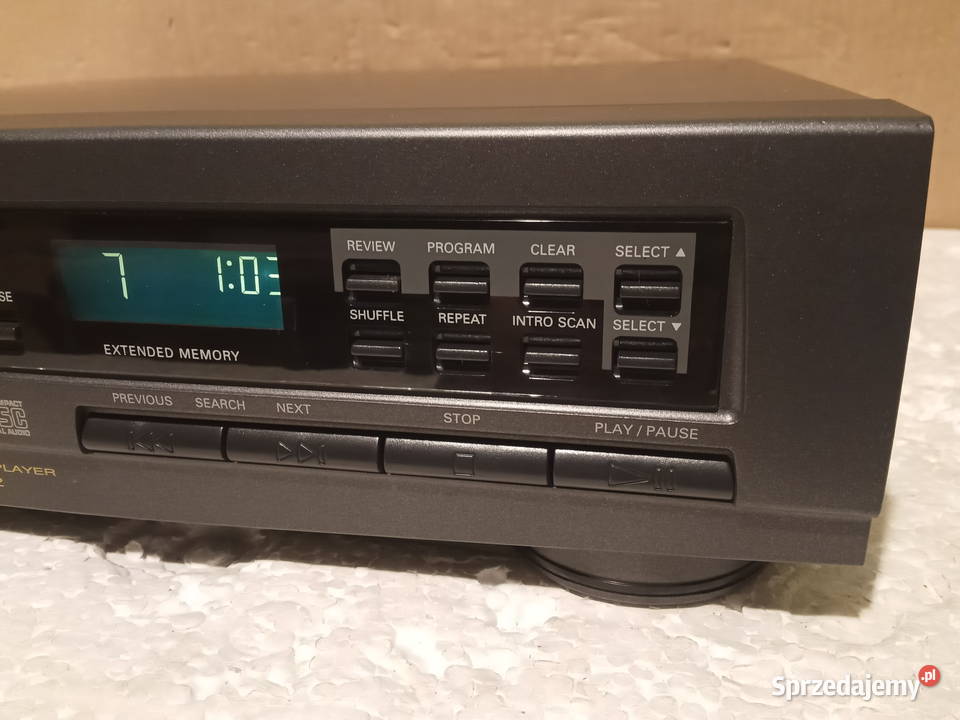 REVIEW PROGRAM CLEAR SELECT ▲
7 1:03
SHUFFLE REPEAT INTRO SCAN SELECT ▼
EXTENDED MEMORY
PREVIOUS SEARCH NEXT STOP PLAY / PAUSE
PLAYER
2
Sprzedajemy.pl